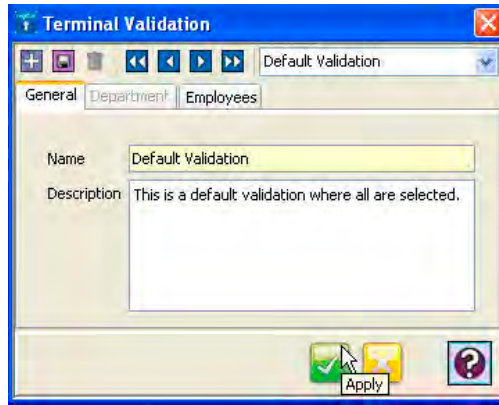 Terminal Validation
Default Validation
General Department Employees
Name Default Validation
Description This is a default validation where all are selected.
Apply
?